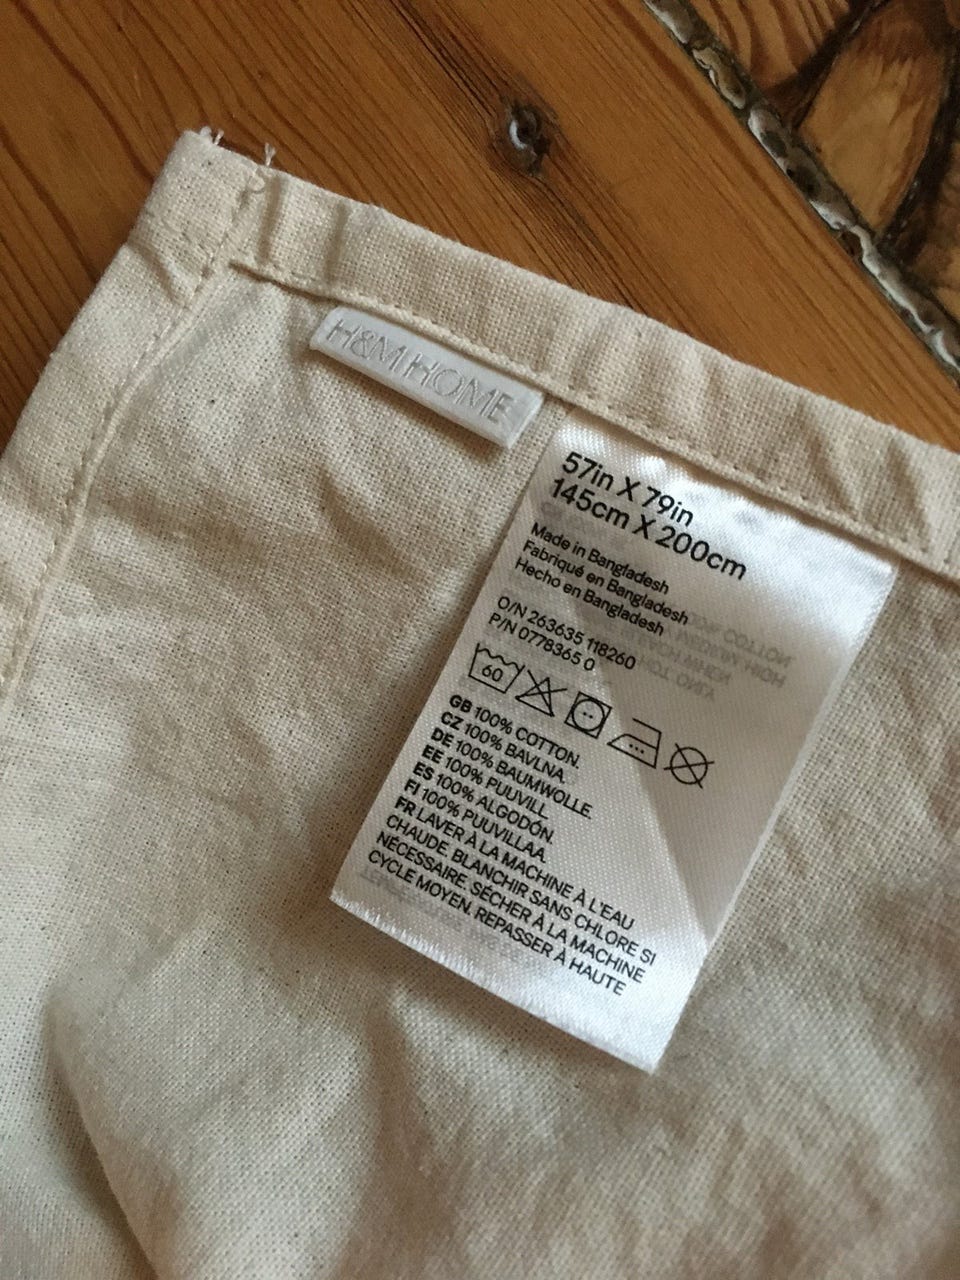 H&M HOME
57in X 79in
145cm X 200cm
Made in Bangladesh
Fabriqué en Bangladesh
Hecho en Bangladesh
O/N 263635 118260
P/N 0778365 0
60
GB 100% COTTON.
CZ 100% BAVLNA.
DE 100% BAUMWOLLE.
EE 100% PUUVILL.
ES 100% ALGODÓN.
FI 100% PUUVILLAA.
FR LAVER À LA MACHINE À L'EAU
CHAUDE. BLANCHIR SANS CHLORE SI
NÉCESSAIRE. SÉCHER À LA MACHINE
CYCLE MOYEN. REPASSER À HAUTE